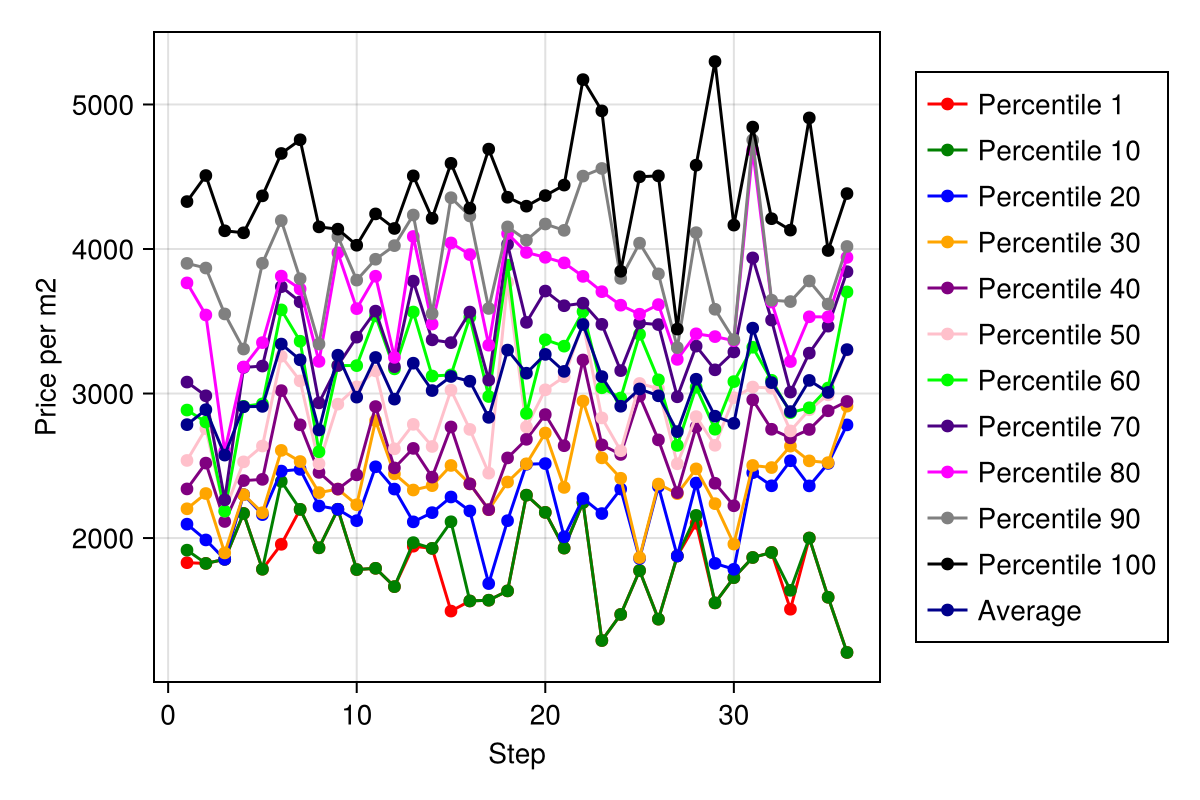 Price per m2
5000
4000
3000
2000
0
10
20
30
Step
Percentile 1
Percentile 10
Percentile 20
Percentile 30
Percentile 40
Percentile 50
Percentile 60
Percentile 70
Percentile 80
Percentile 90
Percentile 100
Average